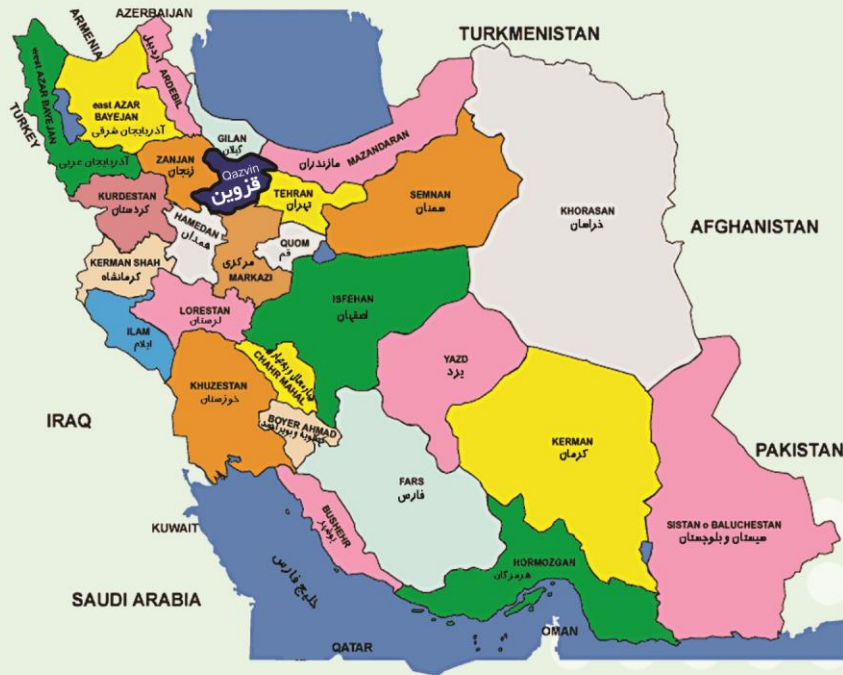 AZERBAIJAN
ARMENIA
TURKMENISTAN
TURKEY
east AZAR BAYEJAN
آذربایجان غربی
east AZAR
BAYEJAN
آذربایجان شرقی
اردبیل
ARDEBIL
GILAN
گیلان
MAZANDARAN
مازندران
ZANJAN
زنجان
Qazvin
قزوین
TEHRAN
تهران
SEMNAN
سمنان
KHORASAN
خراسان
AFGHANISTAN
KURDESTAN
کردستان
HAMEDAN
همدان
QUOM
قم
مرکزی
MARKAZI
KERMAN SHAH
کرمانشاه
ISFEHAN
اصفهان
LORESTAN
لرستان
ILAM
ایلام
YAZD
یزد
CHAHR MAHAL
KHUZESTAN
خوزستان
IRAQ
BOYER AHMAD
KERMAN
کرمان
PAKISTAN
FARS
فارس
BUSHEHR
بوشهر
KUWAIT
SISTAN o BALUCHESTAN
سیستان و بلوچستان
HORMOZGAN
هرمزگان
خلیج فارس
SAUDI ARABIA
OMAN
QATAR